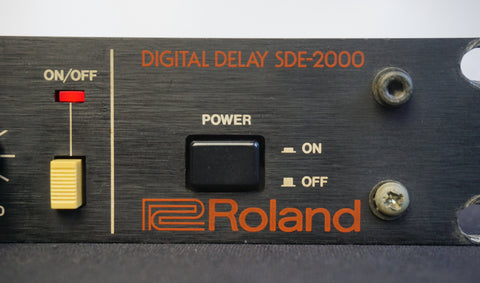 DIGITAL DELAY SDE-2000
ON/OFF
POWER
ON
OFF
Roland